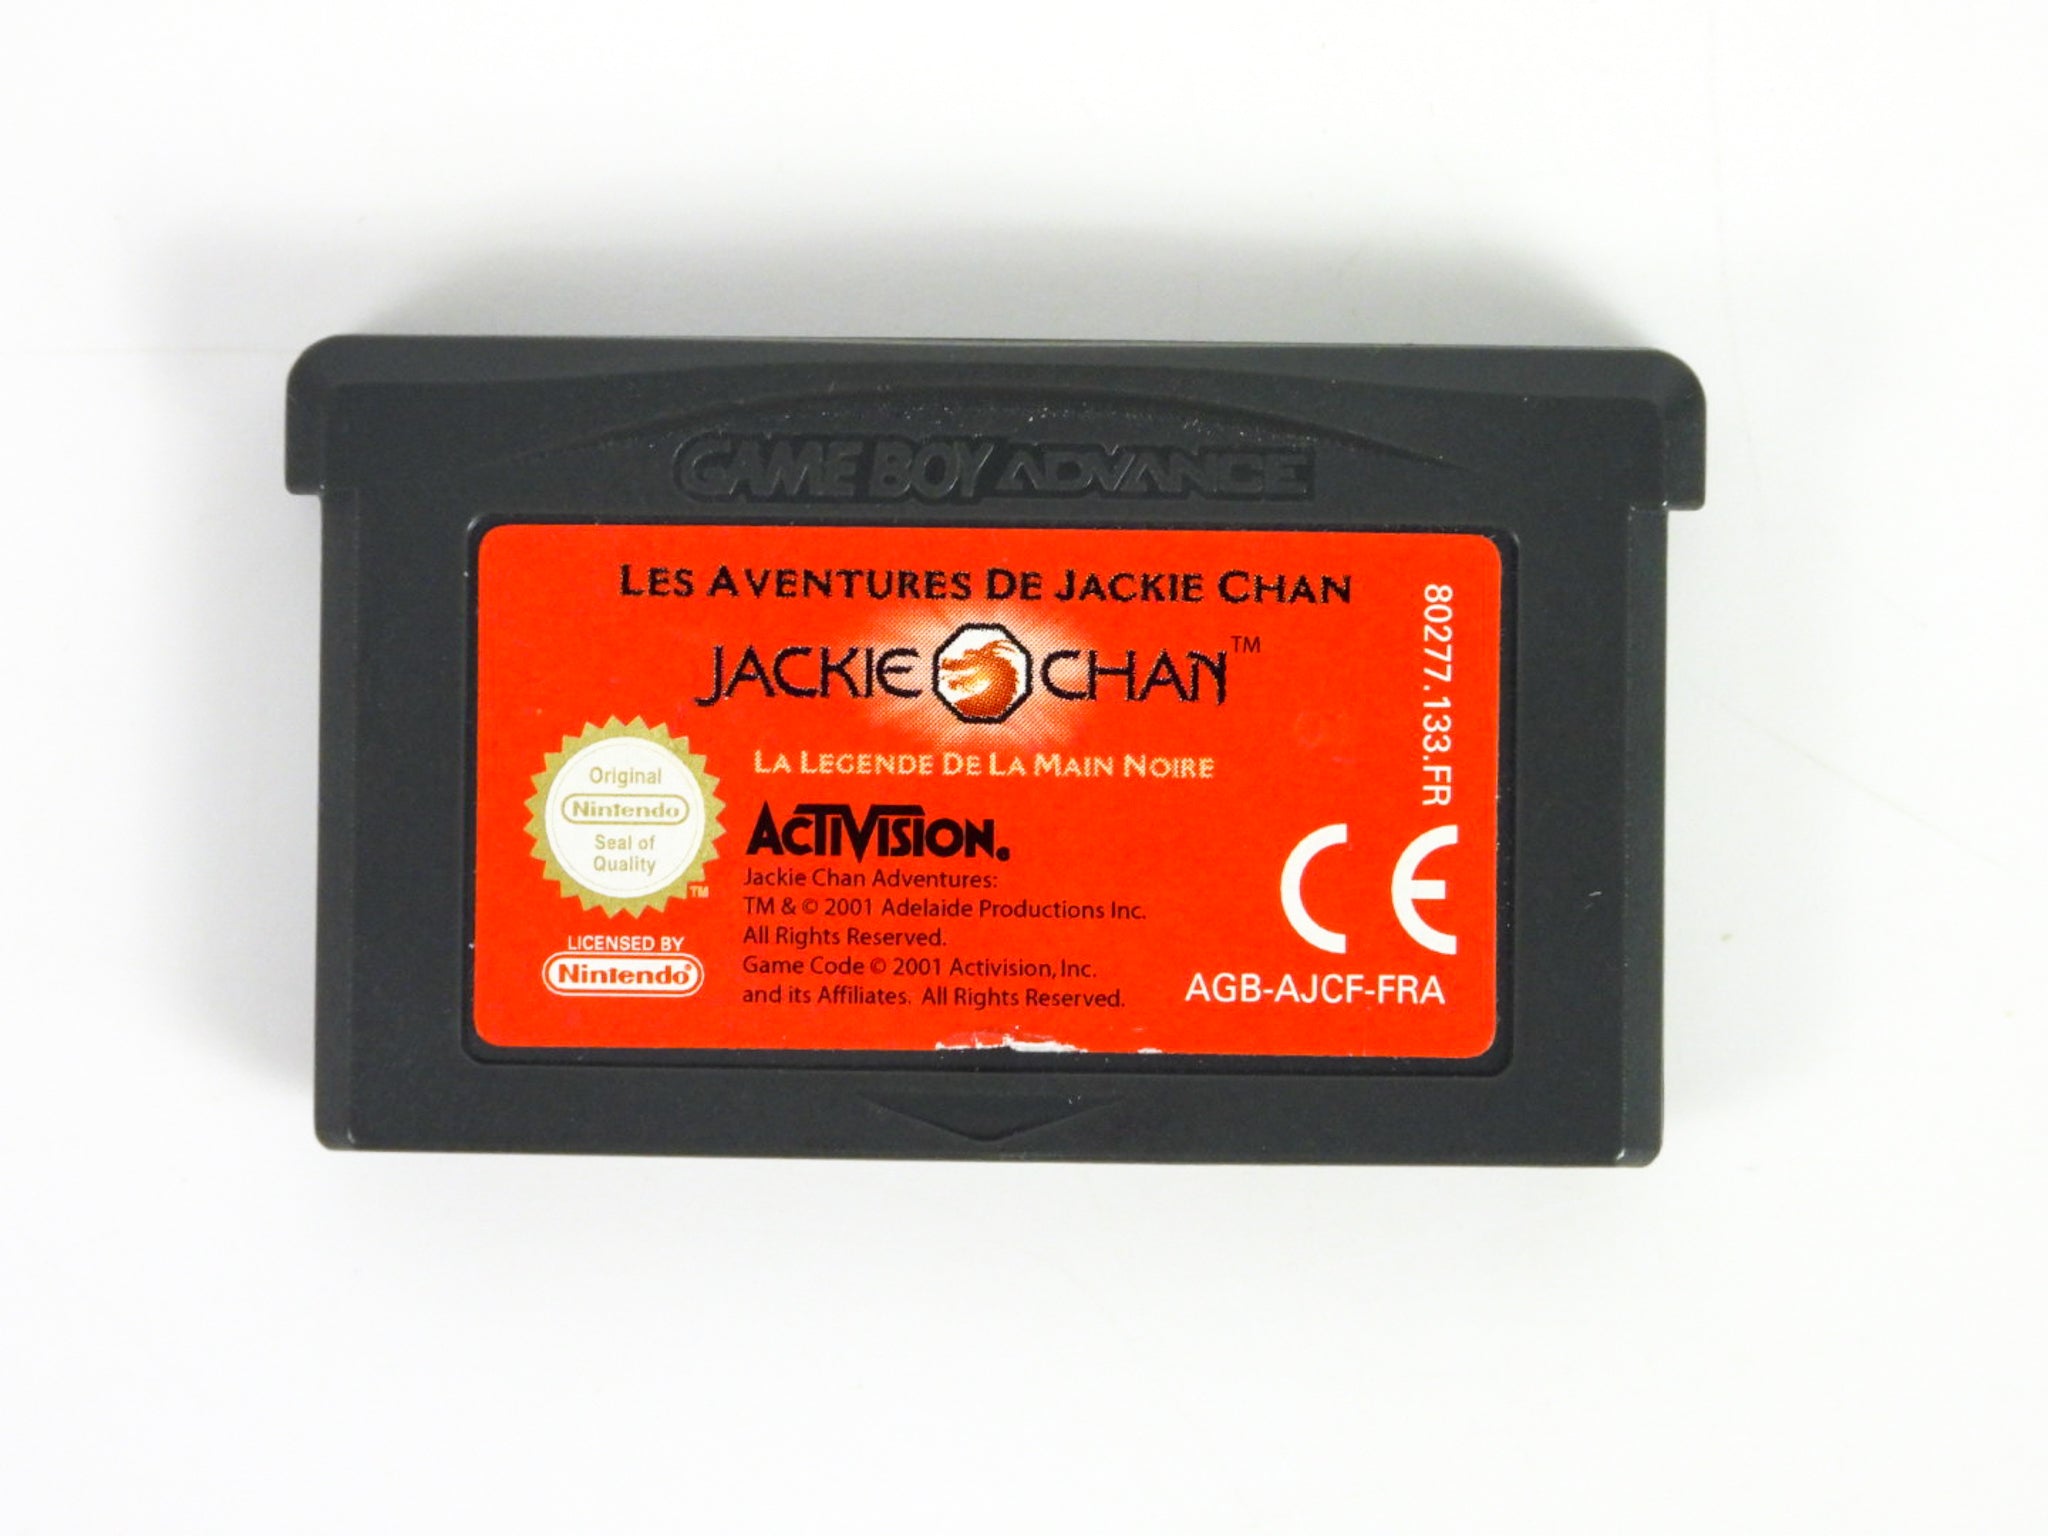 GAME BOY ADVANCE
LES AVENTURES DE JACKIE CHAN
JACKIE CHAN™
LA LEGENDE DE LA MAIN NOIRE
80277.133.FR
Original
Nintendo
Seal of
Quality
TM
LICENSED BY
Nintendo®
ACTIVISION®
Jackie Chan Adventures:
TM & © 2001 Adelaide Productions Inc.
All Rights Reserved.
Game Code © 2001 Activision, Inc.
and its Affiliates. All Rights Reserved.
CE
AGB-AJCF-FRA